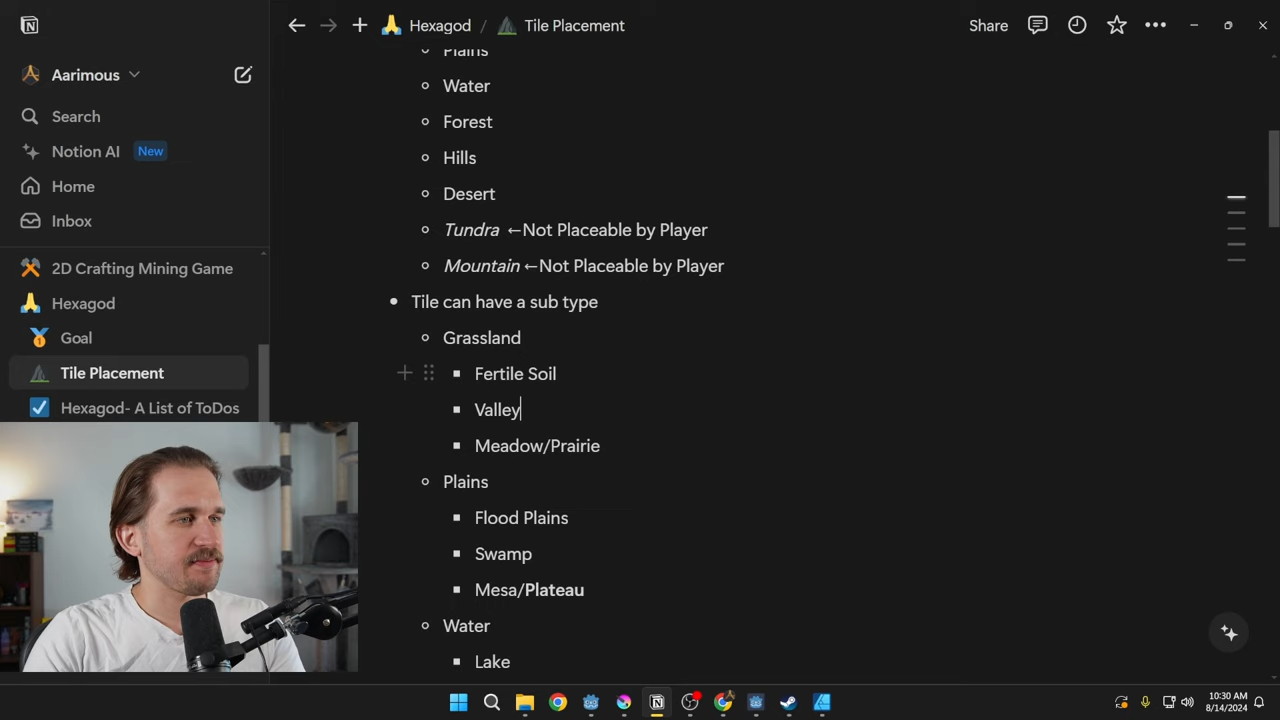 Hexagod / Tile Placement
Share
Aarimous
Search
Notion AI New
Home
Inbox
2D Crafting Mining Game
Hexagod
Goal
Tile Placement
Hexagod- A List of ToDos
Plains
Water
Forest
Hills
Desert
Tundra ←Not Placeable by Player
Mountain ←Not Placeable by Player
Tile can have a sub type
Grassland
Fertile Soil
Valley
Meadow/Prairie
Plains
Flood Plains
Swamp
Mesa/Plateau
Water
Lake
10:30 AM
8/14/2024